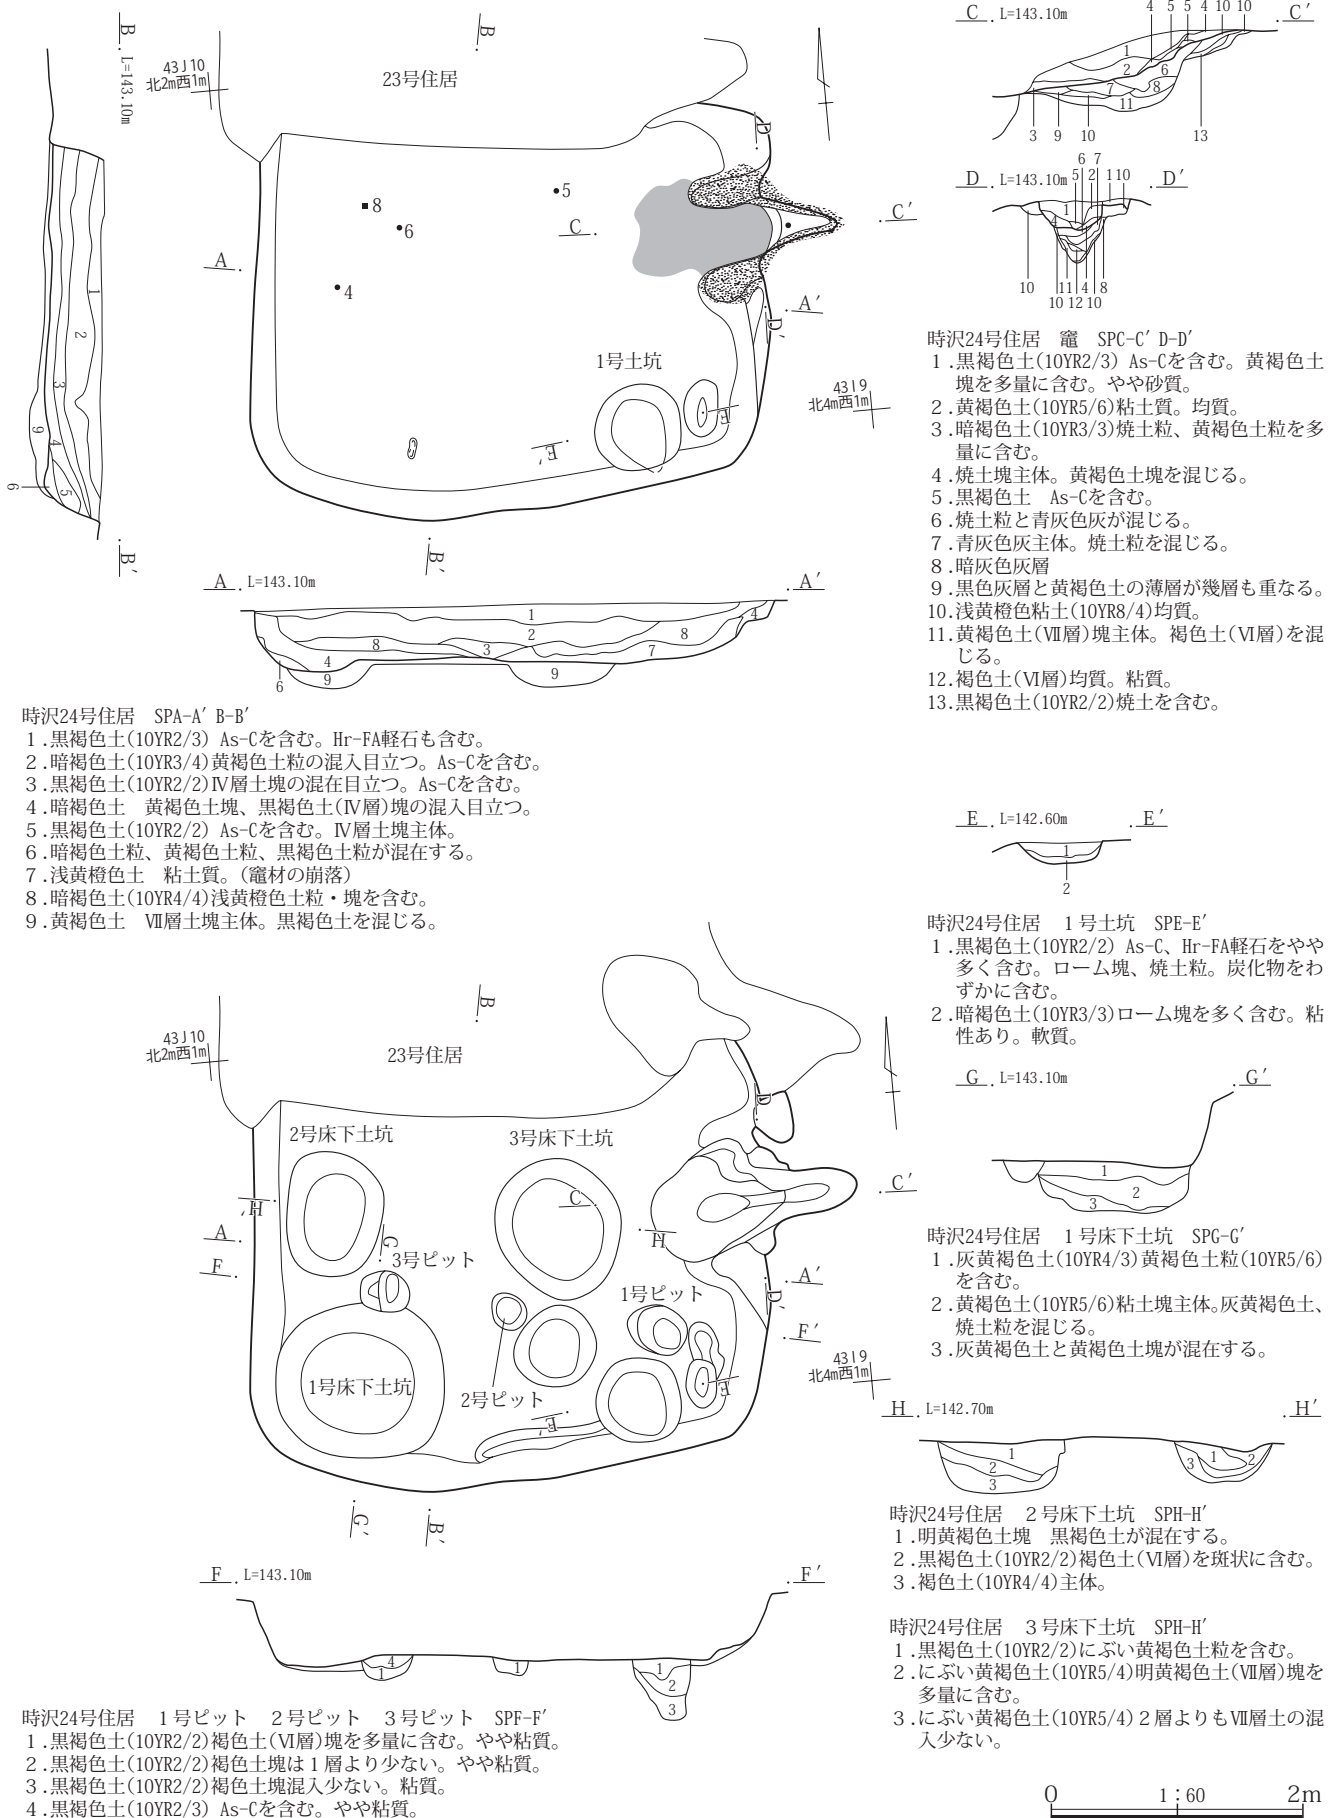 B
L=143.10m
B′
43J10
北2m西1m
23号住居
B
D
8
5
6
4
C
C′
A
A′
D′
1号土坑
43I9
北4m西1m
E
E′
B′
1
2
3
4
5
6
9
A L=143.10m A′
1
2
3
4
4
6
7
8
8
9
9
時沢24号住居 SPA-A′ B-B′
1.黒褐色土(10YR2/3) As-Cを含む。Hr-FA軽石も含む。
2.暗褐色土(10YR3/4)黄褐色土粒の混入目立つ。As-Cを含む。
3.黒褐色土(10YR2/2)Ⅳ層土塊の混在目立つ。As-Cを含む。
4.暗褐色土 黄褐色土塊、黒褐色土(Ⅳ層)塊の混入目立つ。
5.黒褐色土(10YR2/2) As-Cを含む。Ⅳ層土塊主体。
6.暗褐色土粒、黄褐色土粒、黒褐色土粒が混在する。
7.浅黄橙色土 粘土質。(竈材の崩落)
8.暗褐色土(10YR4/4)浅黄橙色土粒・塊を含む。
9.黄褐色土 Ⅶ層土塊主体。黒褐色土を混じる。
C L=143.10m C′
4 5 5 4 10 10
1
2
6
7 8
11
3 9 10 13
D L=143.10m D′
6 7
5 2 1 10
1
4
10 11 4 8
10 12 10
時沢24号住居 竈 SPC-C′ D-D′
1.黒褐色土(10YR2/3) As-Cを含む。黄褐色土
塊を多量に含む。やや砂質。
2.黄褐色土(10YR5/6)粘土質。均質。
3.暗褐色土(10YR3/3)焼土粒、黄褐色土粒を多
量に含む。
4.焼土塊主体。黄褐色土塊を混じる。
5.黒褐色土 As-Cを含む。
6.焼土粒と青灰色灰が混じる。
7.青灰色灰主体。焼土粒を混じる。
8.暗灰色灰層
9.黒色灰層と黄褐色土の薄層が幾層も重なる。
10.浅黄橙色粘土(10YR8/4)均質。
11.黄褐色土(Ⅶ層)塊主体。褐色土(Ⅵ層)を混
じる。
12.褐色土(Ⅵ層)均質。粘質。
13.黒褐色土(10YR2/2)焼土を含む。
E L=142.60m E′
1
2
時沢24号住居 1号土坑 SPE-E′
1.黒褐色土(10YR2/2) As-C、Hr-FA軽石をやや
多く含む。ローム塊、焼土粒。炭化物をわ
ずかに含む。
2.暗褐色土(10YR3/3)ローム塊を多く含む。粘
性あり。軟質。
43J10
北2m西1m
B
23号住居
D
2号床下土坑
3号床下土坑
H′
C
C′
H
A
G
3号ピット
F
A′
1号ピット
D′
F′
43I9
北4m西1m
1号床下土坑
2号ピット
E
E′
G′
B′
G L=143.10m G′
1
2
3
時沢24号住居 1号床下土坑 SPG-G′
1.灰黄褐色土(10YR4/3)黄褐色土粒(10YR5/6)
を含む。
2.黄褐色土(10YR5/6)粘土塊主体。灰黄褐色土、
焼土粒を混じる。
3.灰黄褐色土と黄褐色土塊が混在する。
H L=142.70m H′
1
2
3
3 1 2
時沢24号住居 2号床下土坑 SPH-H′
1.明黄褐色土塊 黒褐色土が混在する。
2.黒褐色土(10YR2/2)褐色土(Ⅵ層)を斑状に含む。
3.褐色土(10YR4/4)主体。
時沢24号住居 3号床下土坑 SPH-H′
1.黒褐色土(10YR2/2)にぶい黄褐色土粒を含む。
2.にぶい黄褐色土(10YR5/4)明黄褐色土(Ⅶ層)塊を
多量に含む。
3.にぶい黄褐色土(10YR5/4)2層よりもⅦ層土の混
入少ない。
F L=143.10m F′
4
1
1
1
2
3
時沢24号住居 1号ピット 2号ピット 3号ピット SPF-F′
1.黒褐色土(10YR2/2)褐色土(Ⅵ層)塊を多量に含む。やや粘質。
2.黒褐色土(10YR2/2)褐色土塊は1層より少ない。やや粘質。
3.黒褐色土(10YR2/2)褐色土塊混入少ない。粘質。
4.黒褐色土(10YR2/3) As-Cを含む。やや粘質。
0 1:60 2m